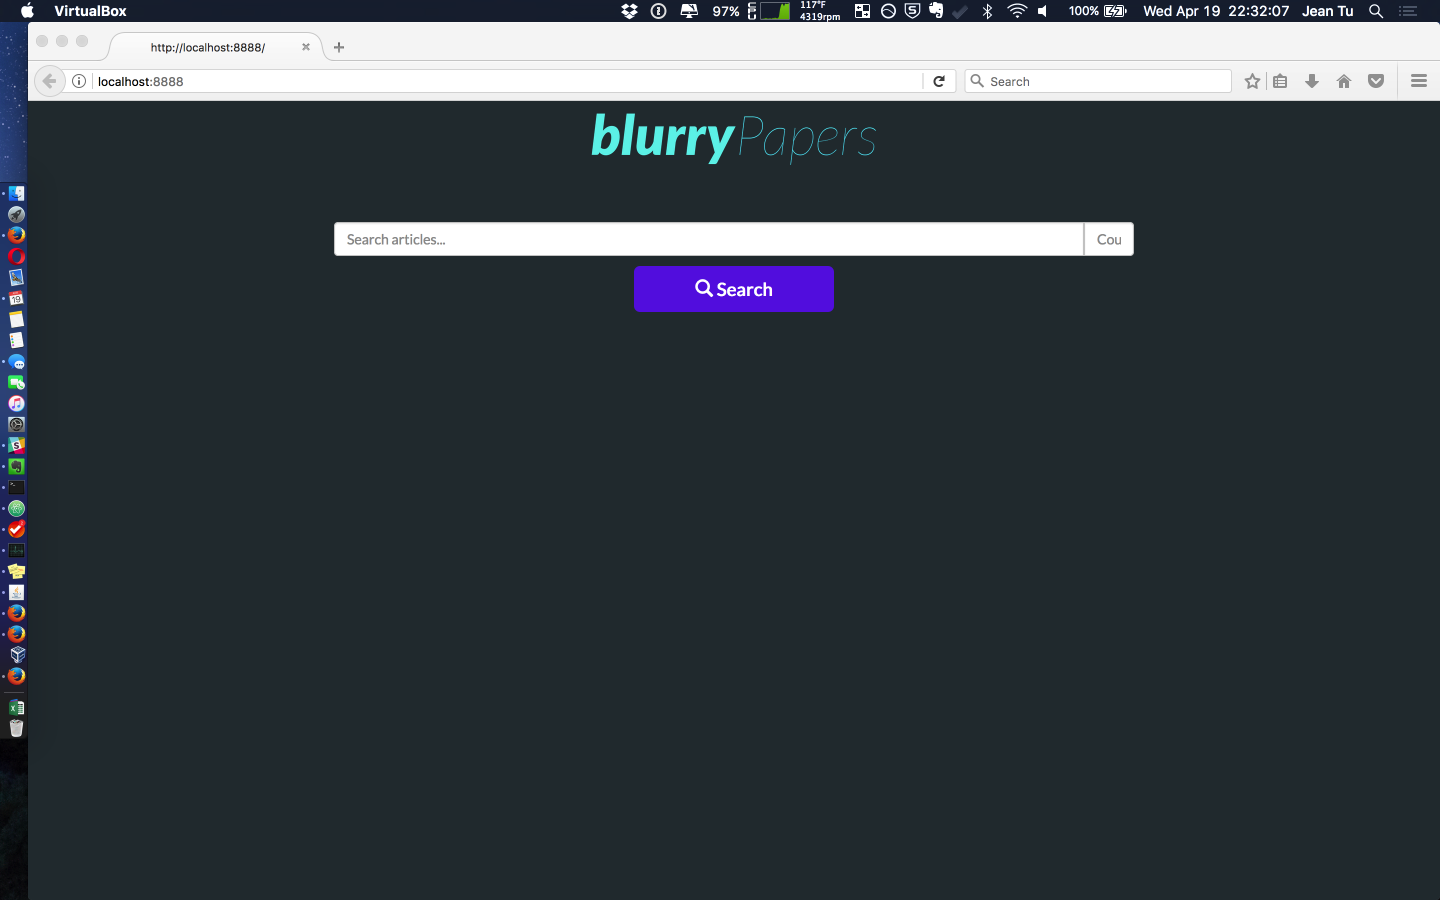 VirtualBox
97%
117°F
4319rpm
100%
Wed Apr 19 22:32:07
Jean Tu
http://localhost:8888/
localhost:8888
Search
blurryPapers
Search articles...
Cou
Search
19